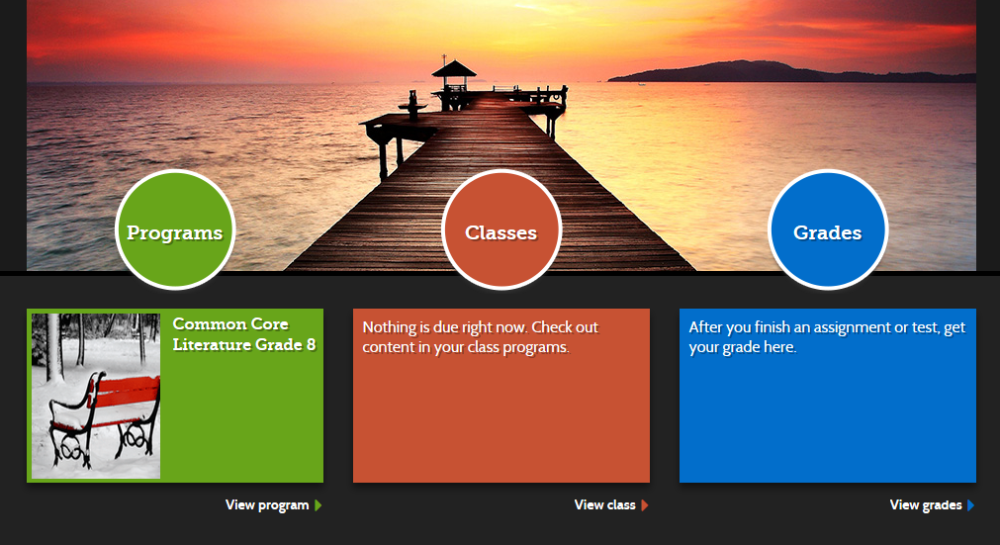 Programs
Classes
Grades
Common Core
Literature Grade 8
Nothing is due right now. Check out
content in your class programs.
After you finish an assignment or test, get
your grade here.
View program
View class
View grades